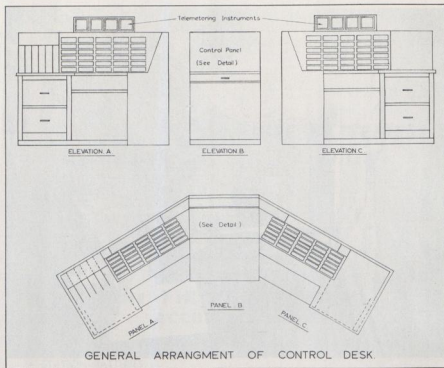 Telemetering Instruments
Control Panel
(See Detail)
ELEVATION A
ELEVATION B.
ELEVATION C.
(See Detail)
PANEL A
PANEL B
PANEL C.
GENERAL ARRANGMENT OF CONTROL DESK.